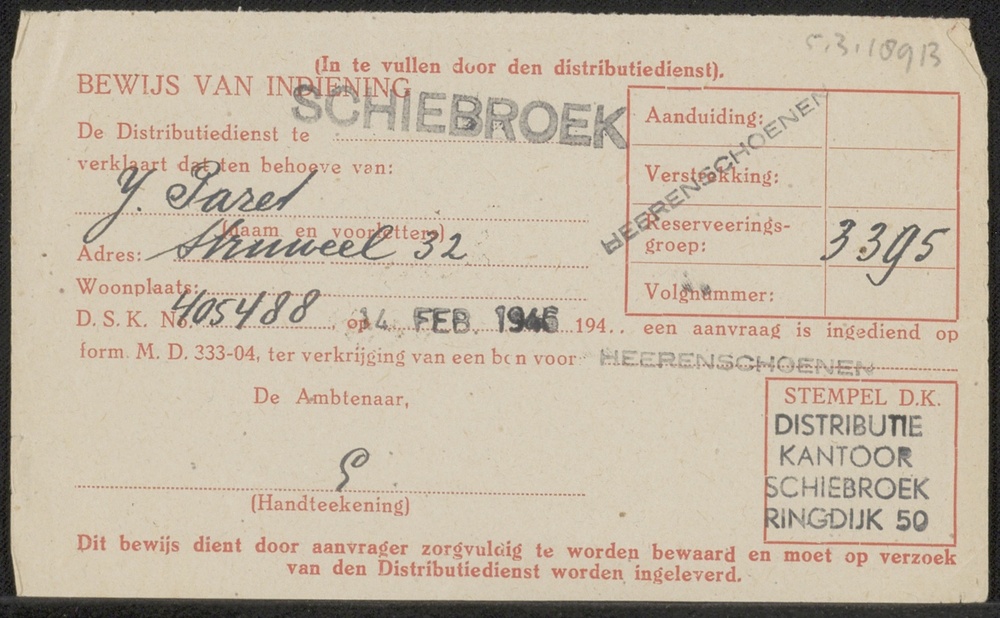 5.3.1891B
(In te vullen door den distributiedienst).
BEWIJS VAN INDIENING
SCHIEBROEK
De Distributiedienst te
verklaart dat ten behoeve van:
(naam en voorletters)
Adres: 32
Woonplaats:
D. S. K. No. 405488, op 14 FEB. 1946 194.. een aanvraag is ingediend op
form. M. D. 333-04, ter verkrijging van een bon voor HEERENSCHOENEN
Aanduiding:
HEERENSCHOENEN
Verstrekking:
Reserveerings-
groep:
3395
Volgnummer:
De Ambtenaar,
(Handteekening)
STEMPEL D.K.
DISTRIBUTIE
KANTOOR
SCHIEBROEK
RINGDIJK 50
Dit bewijs dient door aanvrager zorgvuldig te worden bewaard en moet op verzoek
van den Distributiedienst worden ingeleverd.